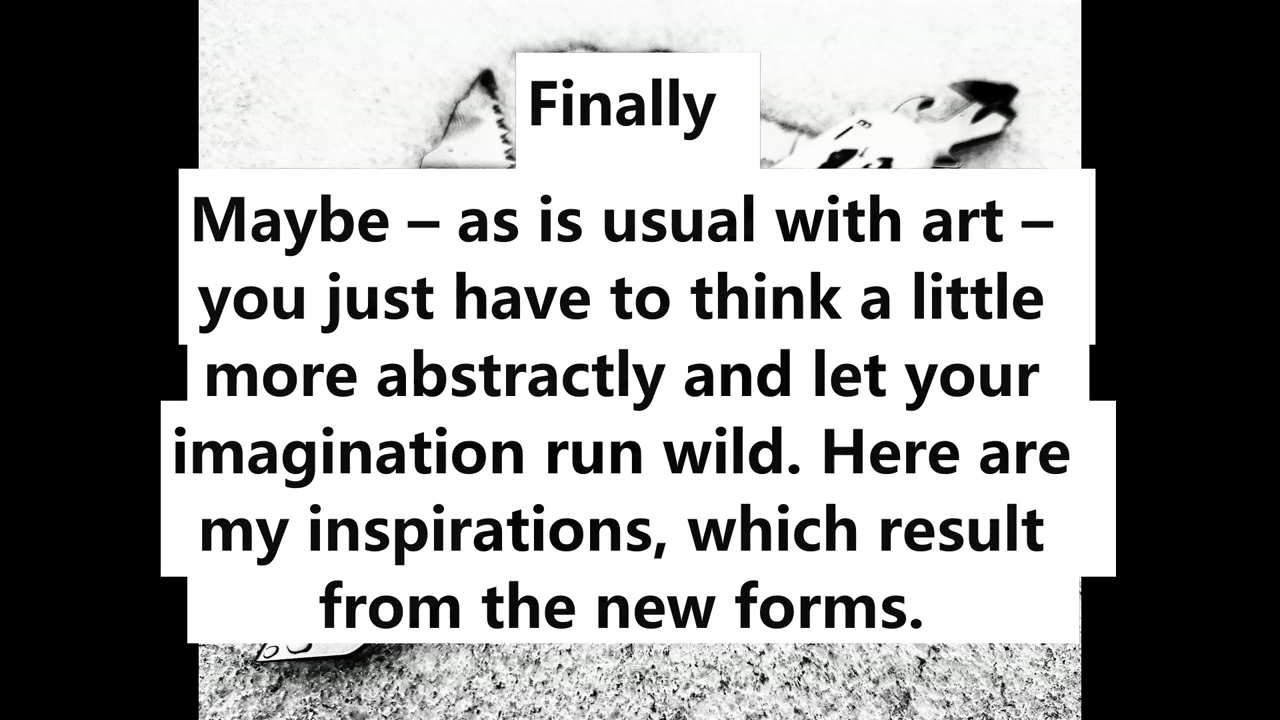 Finally
Maybe – as is usual with art –
you just have to think a little
more abstractly and let your
imagination run wild. Here are
my inspirations, which result
from the new forms.